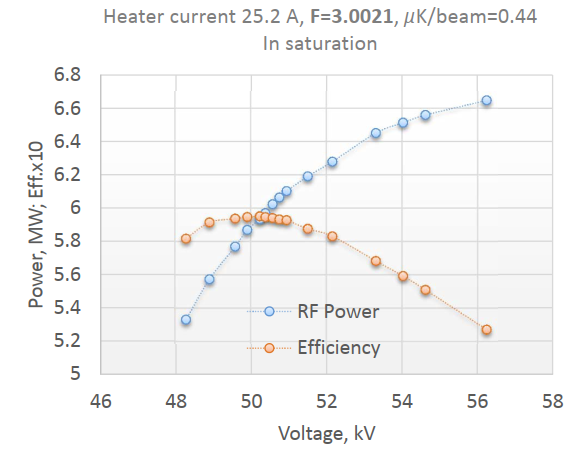 Heater current 25.2 A, F=3.0021, μK/beam=0.44
In saturation
6.8
6.6
6.4
6.2
6
5.8
5.6
5.4
5.2
5
Power, MW; Eff.x10
RF Power
Efficiency
46 48 50 52 54 56 58
Voltage, kV